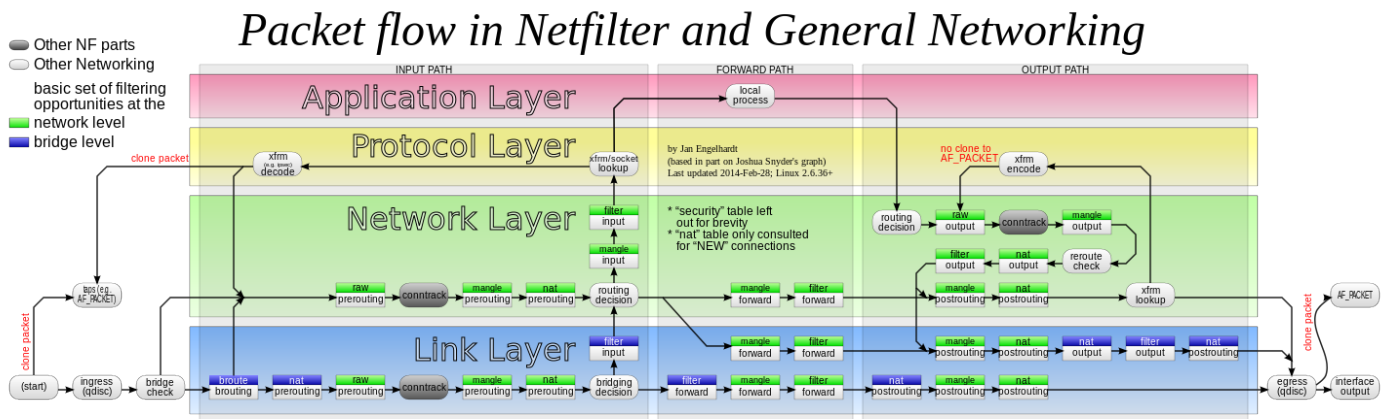 Packet flow in Netfilter and General Networking
Other NF parts
Other Networking
basic set of filtering
opportunities at the
network level
bridge level
INPUT PATH
FORWARD PATH
OUTPUT PATH
Application Layer
local
process
Protocol Layer
clone packet
xfrm
(e.g. ipsec)
decode
xfrm/socket
lookup
by Jan Engelhardt
(based in part on Joshua Snyder's graph)
Last updated 2014-Feb-28; Linux 2.6.36+
no clone to
AF_PACKET
xfrm
encode
Network Layer
filter
input
mangle
input
* “security” table left
out for brevity
* “nat” table only consulted
for “NEW” connections
routing
decision
raw
output
conntrack
mangle
output
filter
output
nat
output
reroute
check
taps (e.g.
AF_PACKET)
raw
prerouting
conntrack
mangle
prerouting
nat
prerouting
routing
decision
mangle
forward
filter
forward
mangle
postrouting
nat
postrouting
xfrm
lookup
AF_PACKET
clone packet
clone packet
Link Layer
filter
input
mangle
forward
filter
forward
mangle
postrouting
nat
postrouting
nat
output
filter
output
nat
postrouting
(start)
ingress
(qdisc)
bridge
check
broute
brouting
nat
prerouting
raw
prerouting
conntrack
mangle
prerouting
nat
prerouting
bridging
decision
filter
forward
mangle
forward
filter
forward
nat
postrouting
mangle
postrouting
nat
postrouting
egress
(qdisc)
interface
output